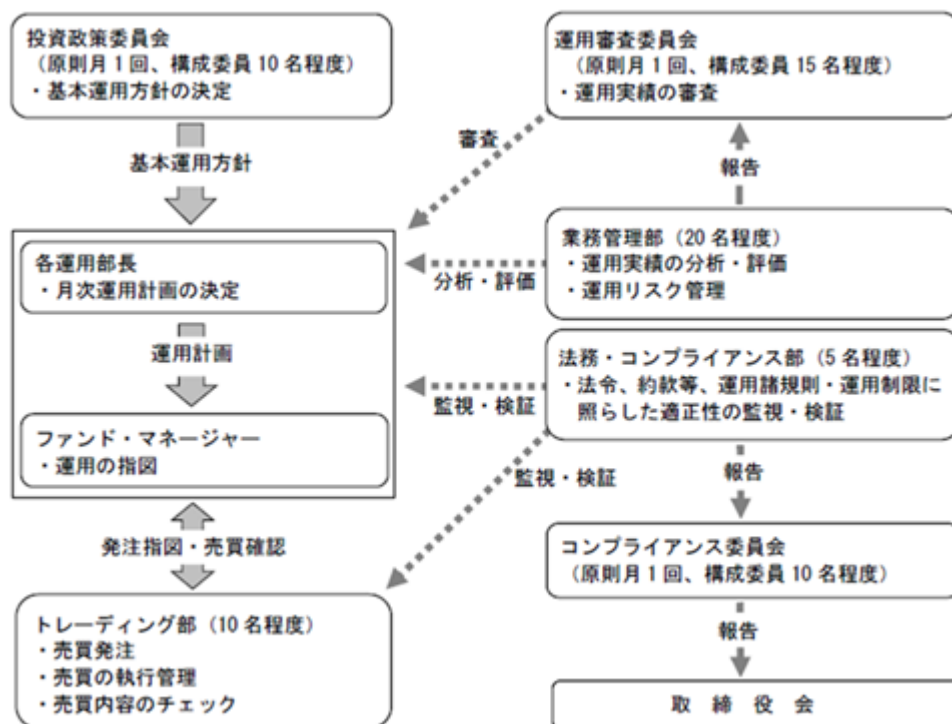 投資政策委員会
（原則月1回、構成委員10名程度）
・基本運用方針の決定
基本運用方針
各運用部長
・月次運用計画の決定
運用計画
ファンド・マネージャー
・運用の指図
発注指図・売買確認
トレーディング部（10名程度）
・売買発注
・売買の執行管理
・売買内容のチェック
運用審査委員会
（原則月1回、構成委員15名程度）
・運用実績の審査
審査
報告
業務管理部（20名程度）
・運用実績の分析・評価
・運用リスク管理
分析・評価
法務・コンプライアンス部（5名程度）
・法令、約款等、運用諸規則・運用制限に
照らした適正性の監視・検証
監視・検証
監視・検証
報告
コンプライアンス委員会
（原則月1回、構成委員10名程度）
報告
取締役会